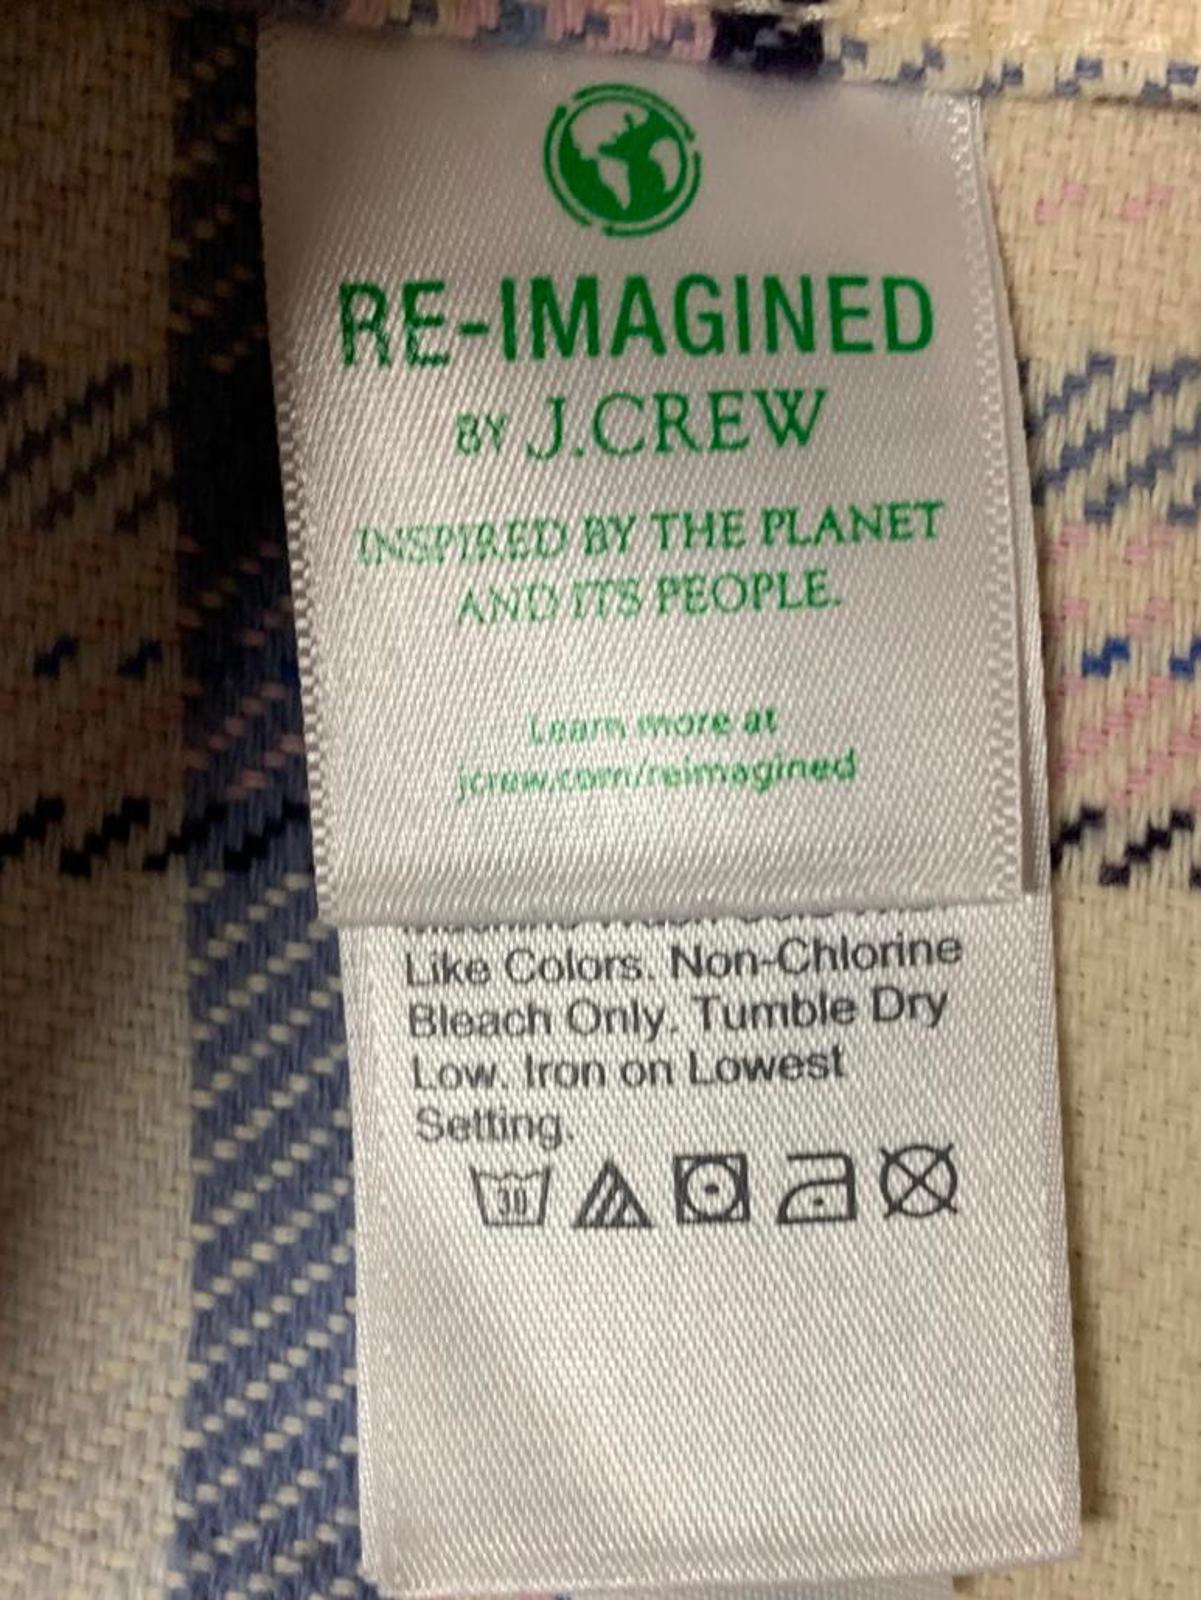 RE-IMAGINED
BY J.CREW
INSPIRED BY THE PLANET
AND ITS PEOPLE.
Learn more at
jcrew.com/reimagined
Like Colors. Non-Chlorine
Bleach Only. Tumble Dry
Low. Iron on Lowest
Setting.
30